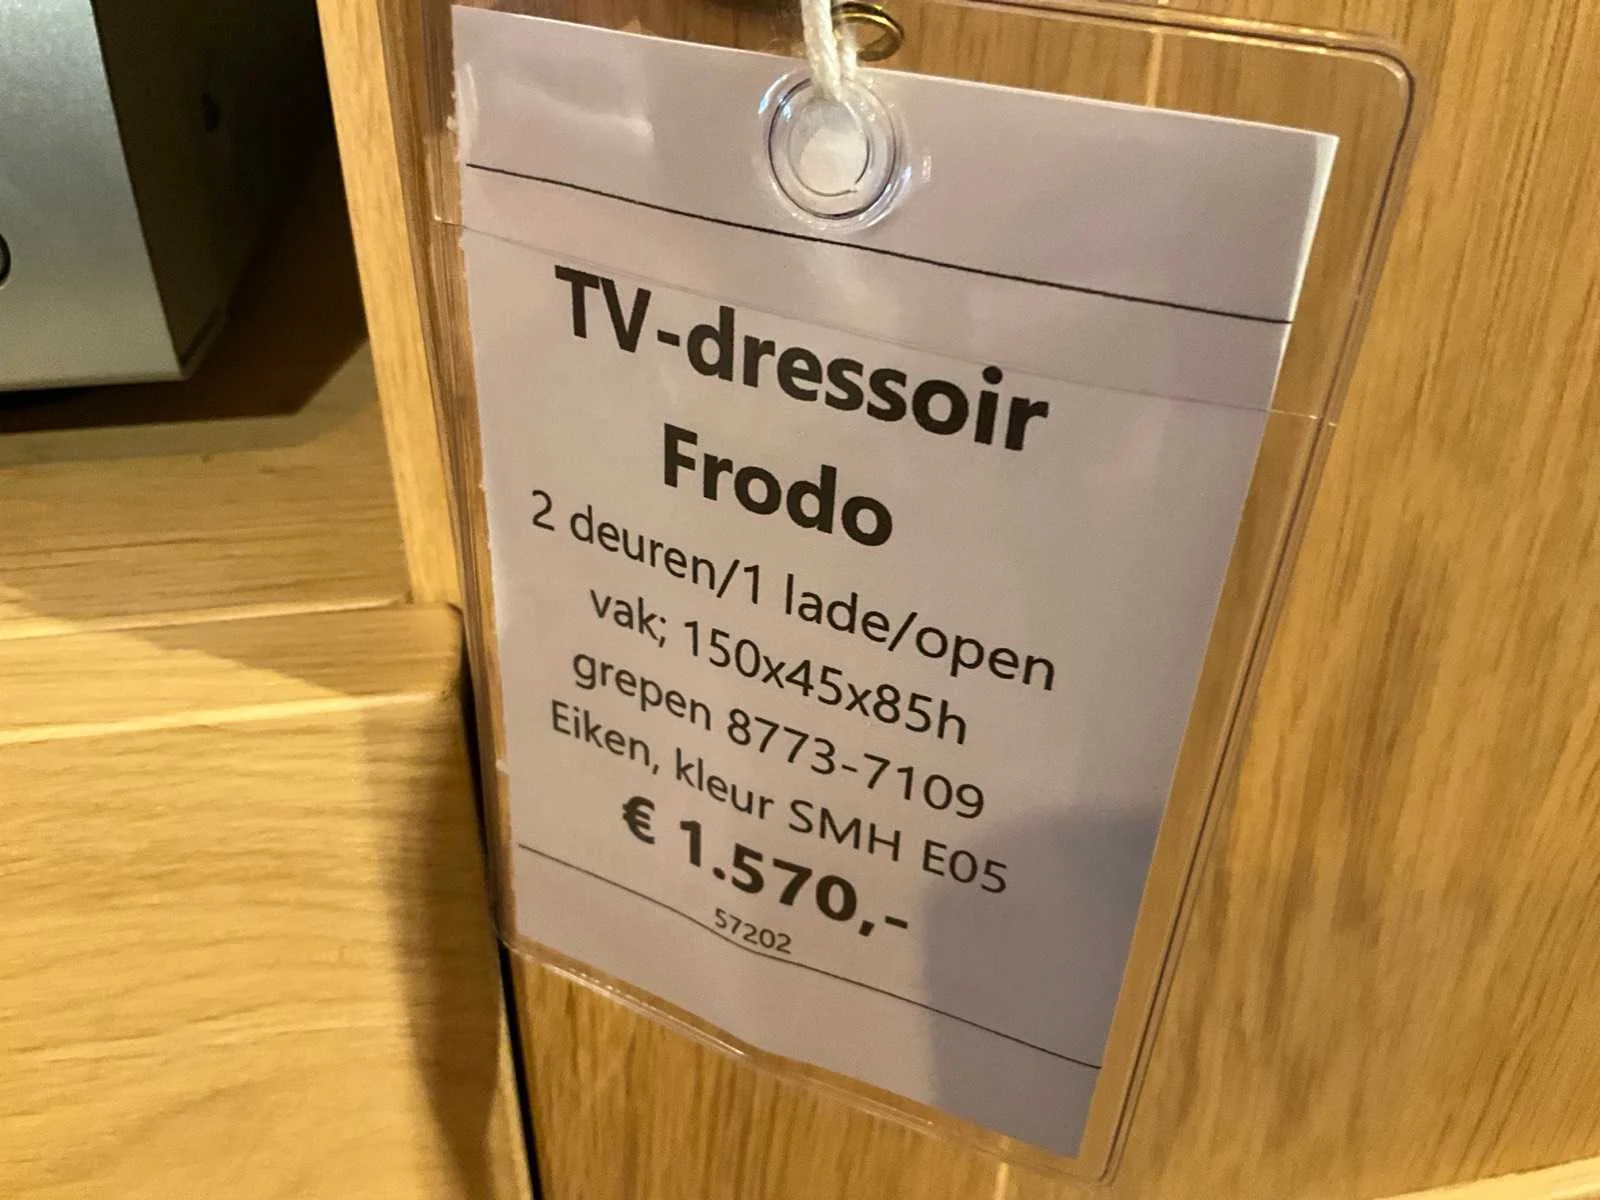 TV-dressoir
Frodo
2 deuren/1 lade/open
vak; 150x45x85h
grepen 8773-7109
Eiken, kleur SMH E05
€ 1.570,-
57202